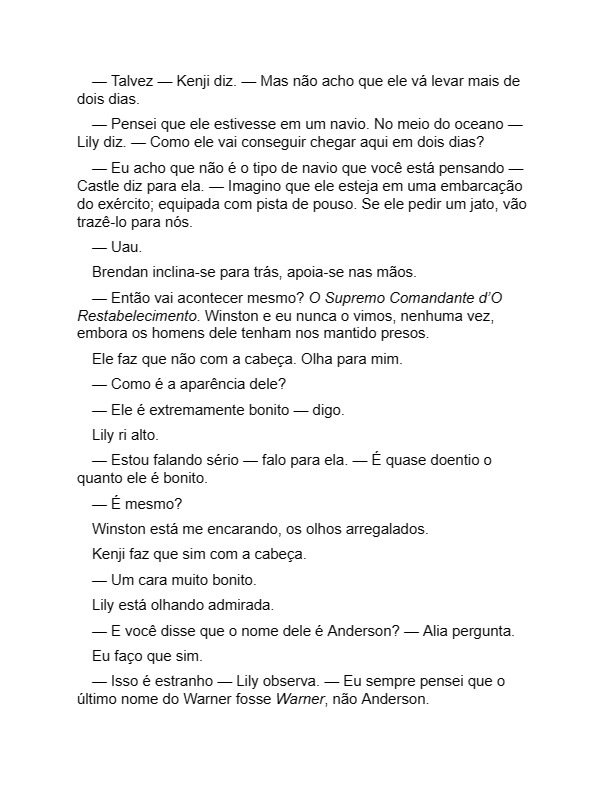 — Talvez — Kenji diz. — Mas não acho que ele vá levar mais de
dois dias.
— Pensei que ele estivesse em um navio. No meio do oceano —
Lily diz. — Como ele vai conseguir chegar aqui em dois dias?
— Eu acho que não é o tipo de navio que você está pensando —
Castle diz para ela. — Imagino que ele esteja em uma embarcação
do exército; equipada com pista de pouso. Se ele pedir um jato, vão
trazê-lo para nós.
— Uau.
Brendan inclina-se para trás, apoia-se nas mãos.
— Então vai acontecer mesmo? O Supremo Comandante d’O
Restabelecimento. Winston e eu nunca o vimos, nenhuma vez,
embora os homens dele tenham nos mantido presos.
Ele faz que não com a cabeça. Olha para mim.
— Como é a aparência dele?
— Ele é extremamente bonito — digo.
Lily ri alto.
— Estou falando sério — falo para ela. — É quase doentio o
quanto ele é bonito.
— É mesmo?
Winston está me encarando, os olhos arregalados.
Kenji faz que sim com a cabeça.
— Um cara muito bonito.
Lily está olhando admirada.
— E você disse que o nome dele é Anderson? — Alia pergunta.
Eu faço que sim.
— Isso é estranho — Lily observa. — Eu sempre pensei que o
último nome do Warner fosse Warner, não Anderson.